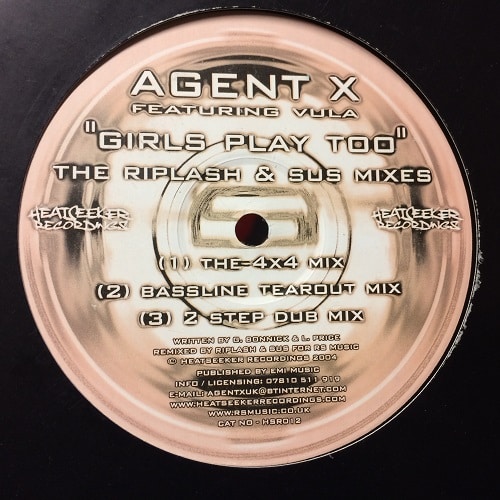 AGENT X
FEATURING VULA
"GIRLS PLAY TOO"
THE RIPLASH & SUS MIXES
HEATSEEKER
RECORDINGS
HEATSEEKER
RECORDINGS
(1) THE 4X4 MIX
(2) BASSLINE TEAROUT MIX
(3) 2 STEP DUB MIX
WRITTEN BY G. BONNICK & L. PRICE
REMIXED BY RIPLASH & SUS FOR RS MUSIC
© HEATSEEKER RECORDINGS 2004
PUBLISHED BY EMI MUSIC
INFO / LICENSING: 07810 511 919
E-MAIL: AGENTXUK@BTINTERNET.COM
WWW.HEATSEEKERRECORDINGS.COM
WWW.RSMUSIC.CO.UK
CAT NO - HSR012